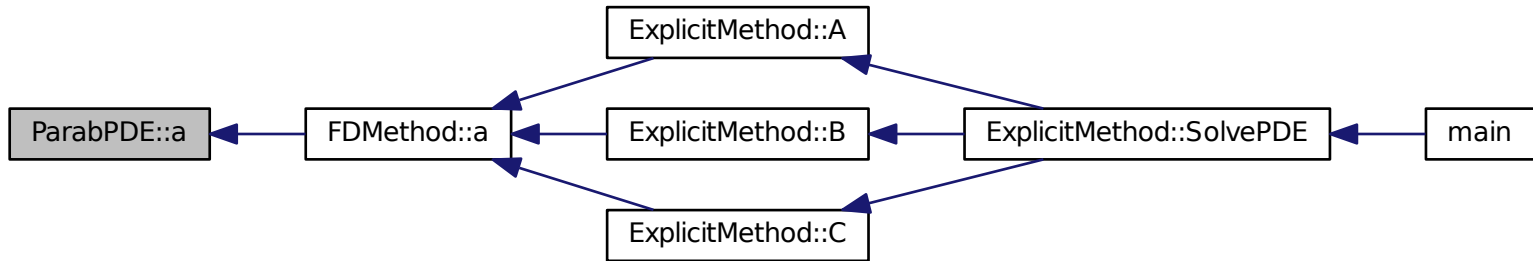 ExplicitMethod::A
ParabPDE::a
FDMethod::a
ExplicitMethod::B
ExplicitMethod::SolvePDE
main
ExplicitMethod::C